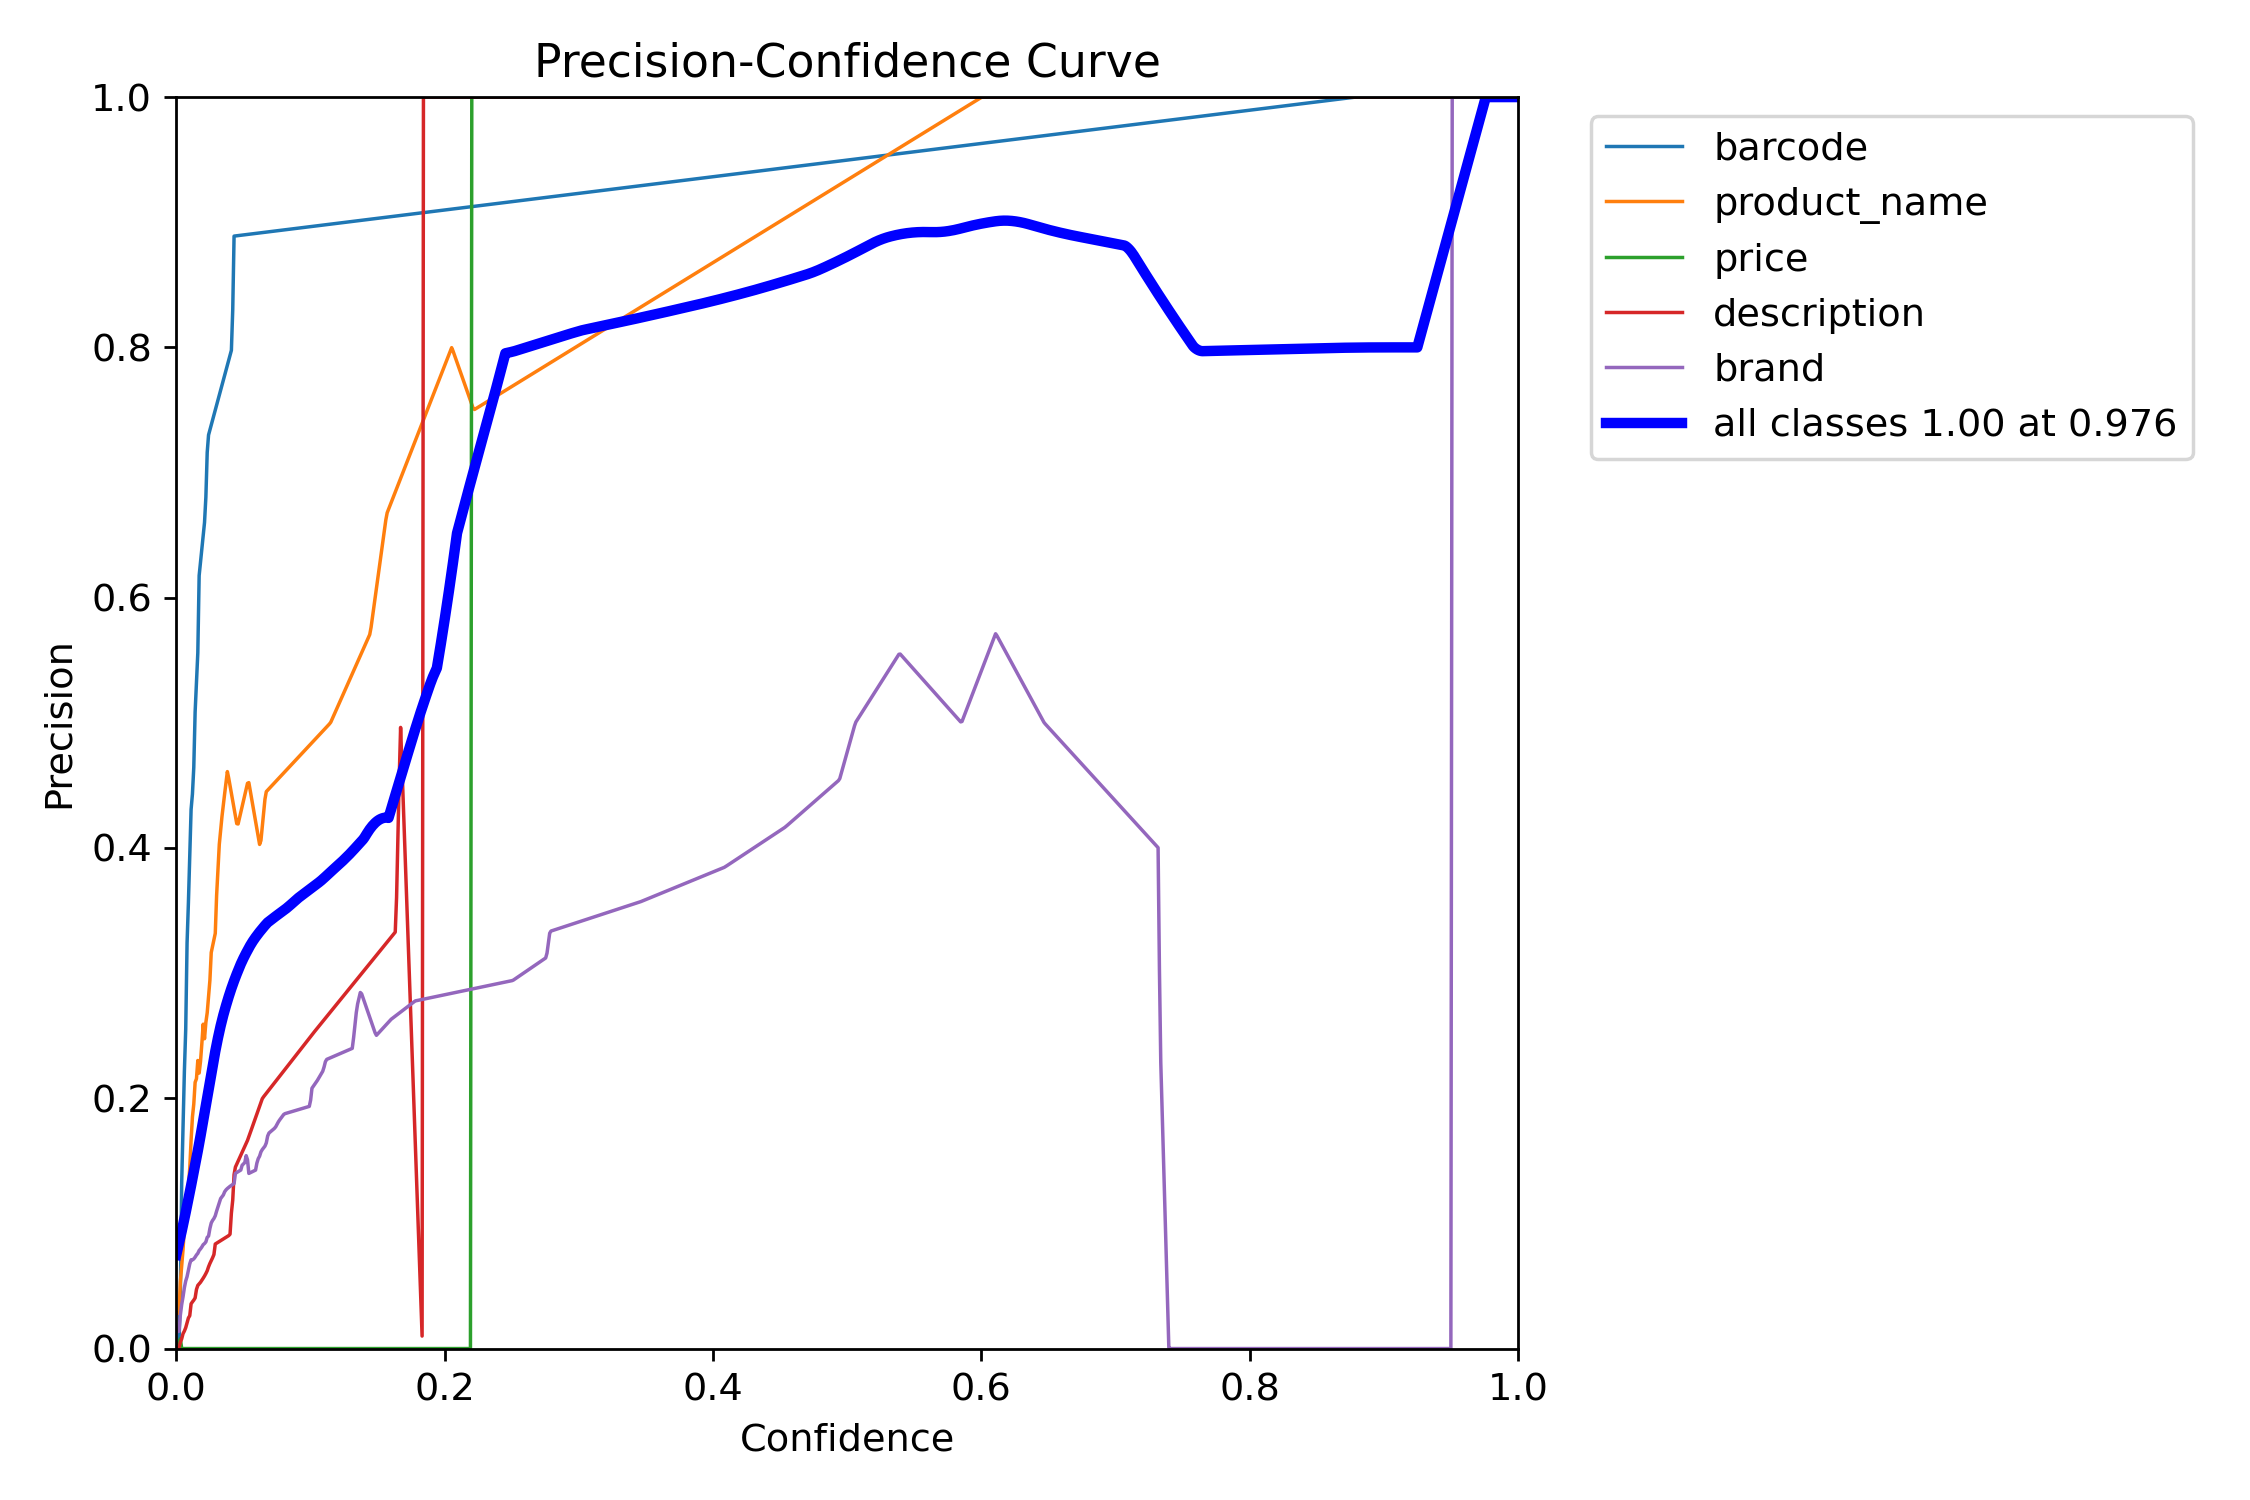 Precision-Confidence Curve
1.0
0.8
0.6
0.4
0.2
0.0
Precision
0.0 0.2 0.4 0.6 0.8 1.0
Confidence
barcode
product_name
price
description
brand
all classes 1.00 at 0.976